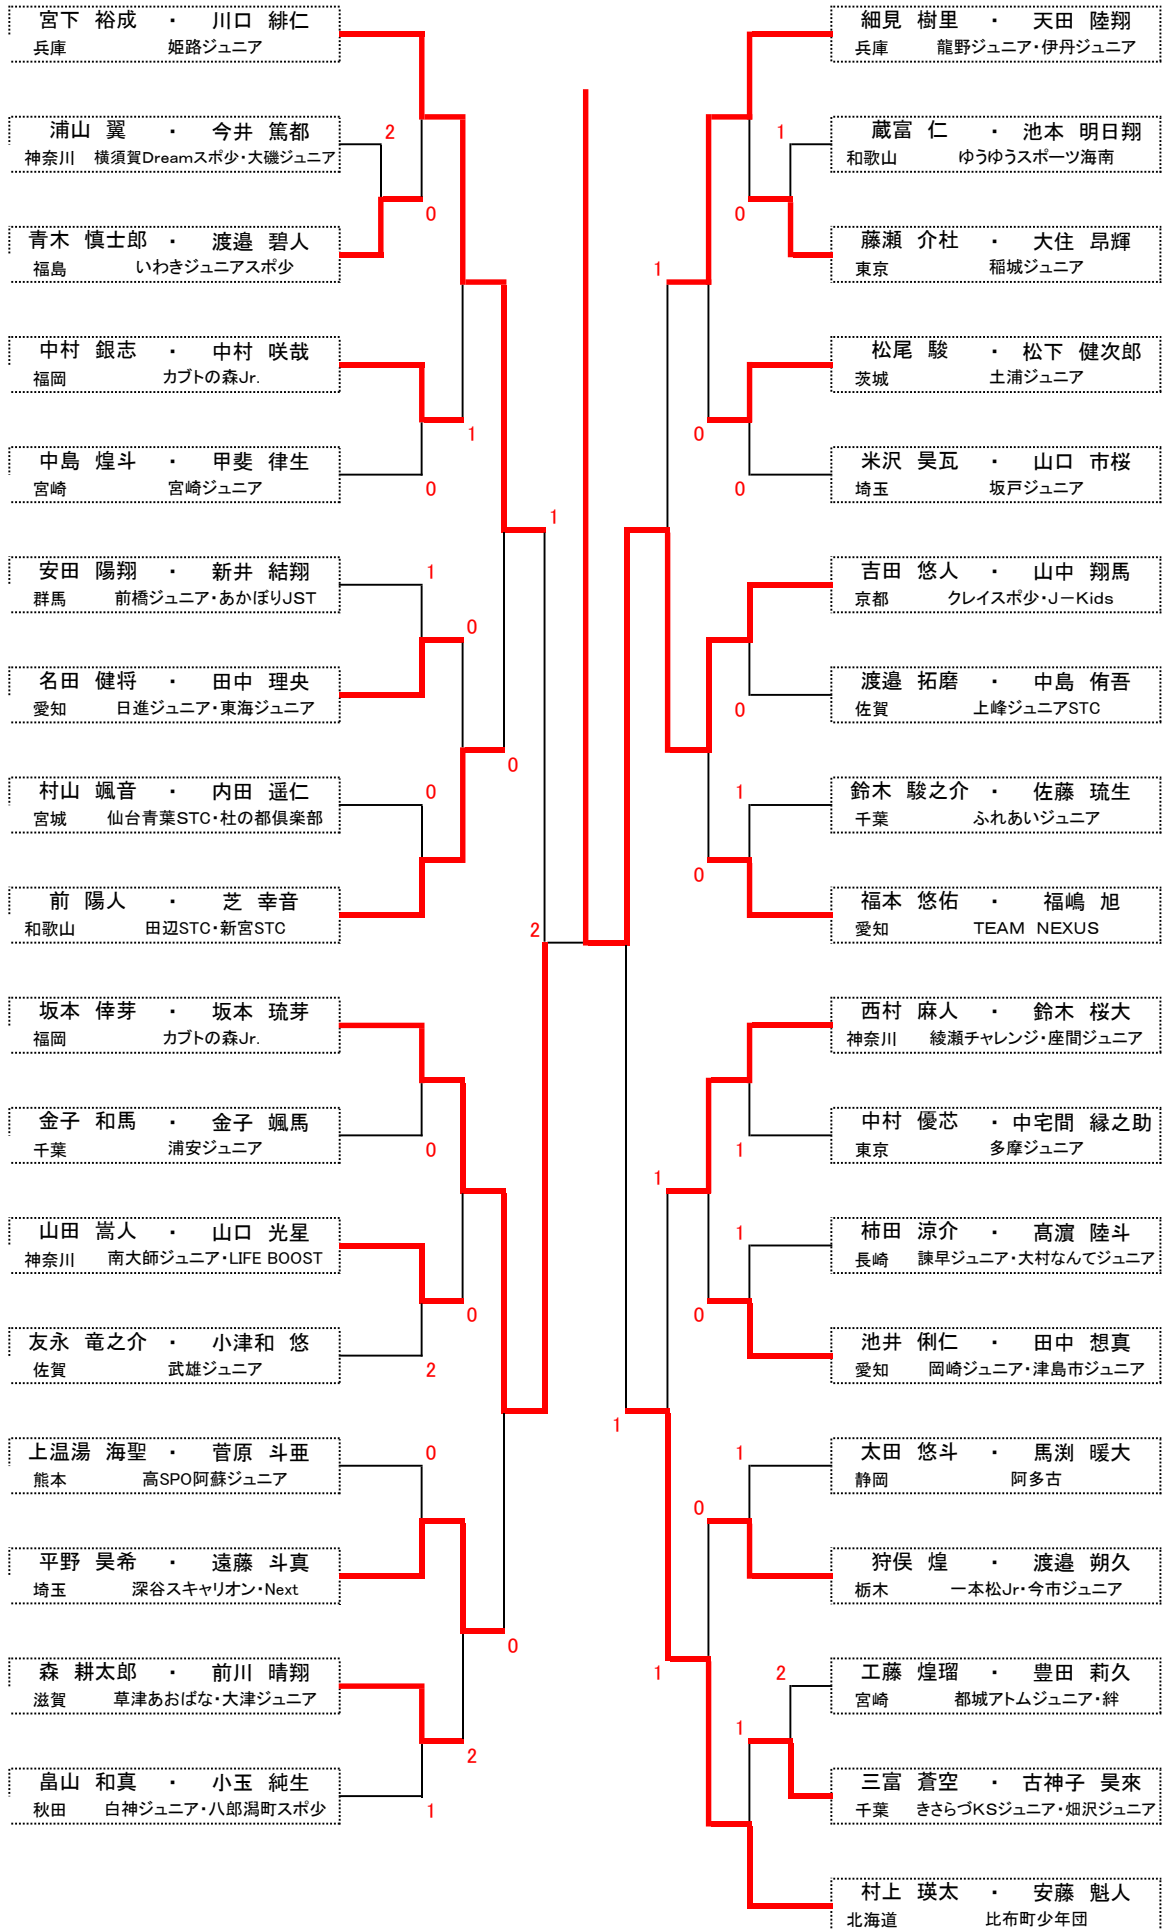 宮下 裕成 ・ 川口 緋仁
兵庫 姫路ジュニア
浦山 翼 ・ 今井 篤都
神奈川 横須賀Dreamスポ少・大磯ジュニア
2
0
青木 慎士郎 ・ 渡邉 碧人
福島 いわきジュニアスポ少
中村 銀志 ・ 中村 咲哉
福岡 カブトの森Jr.
1
中島 煌斗 ・ 甲斐 律生
宮崎 宮崎ジュニア
0
1
安田 陽翔 ・ 新井 結翔
群馬 前橋ジュニア・あかぼりJST
1
0
名田 健将 ・ 田中 理央
愛知 日進ジュニア・東海ジュニア
0
村山 颯音 ・ 内田 遥仁
宮城 仙台青葉STC・杜の都倶楽部
0
前 陽人 ・ 芝 幸音
和歌山 田辺STC・新宮STC
2
坂本 倖芽 ・ 坂本 琉芽
福岡 カブトの森Jr.
金子 和馬 ・ 金子 颯馬
千葉 浦安ジュニア
0
山田 嵩人 ・ 山口 光星
神奈川 南大師ジュニア・LIFE BOOST
0
友永 竜之介 ・ 小津和 悠
佐賀 武雄ジュニア
2
上温湯 海聖 ・ 菅原 斗亜
熊本 高SPO阿蘇ジュニア
0
平野 昊希 ・ 遠藤 斗真
埼玉 深谷スキャリオン・Next
0
森 耕太郎 ・ 前川 晴翔
滋賀 草津あおばな・大津ジュニア
2
畠山 和真 ・ 小玉 純生
秋田 白神ジュニア・八郎潟町スポ少
1
細見 樹里 ・ 天田 陸翔
兵庫 龍野ジュニア・伊丹ジュニア
1
蔵富 仁 ・ 池本 明日翔
和歌山 ゆうゆうスポーツ海南
0
藤瀬 介杜 ・ 大住 昂輝
東京 稲城ジュニア
1
松尾 駿 ・ 松下 健次郎
茨城 土浦ジュニア
0
米沢 昊瓦 ・ 山口 市桜
埼玉 坂戸ジュニア
0
吉田 悠人 ・ 山中 翔馬
京都 クレイスポ少・J－Kids
渡邉 拓磨 ・ 中島 侑吾
佐賀 上峰ジュニアSTC
0
鈴木 駿之介 ・ 佐藤 琉生
千葉 ふれあいジュニア
1
0
福本 悠佑 ・ 福嶋 旭
愛知 TEAM NEXUS
西村 麻人 ・ 鈴木 桜大
神奈川 綾瀬チャレンジ・座間ジュニア
中村 優芯 ・ 中宅間 縁之助
東京 多摩ジュニア
1
1
柿田 涼介 ・ 髙濵 陸斗
長崎 諫早ジュニア・大村なんてジュニア
1
0
池井 俐仁 ・ 田中 想真
愛知 岡崎ジュニア・津島市ジュニア
1
太田 悠斗 ・ 馬渕 暖大
静岡 阿多古
1
0
狩俣 煌 ・ 渡邉 朔久
栃木 一本松Jr・今市ジュニア
1
工藤 煌瑠 ・ 豊田 莉久
宮崎 都城アトムジュニア・絆
2
1
三富 蒼空 ・ 古神子 昊來
千葉 きさらづKSジュニア・畑沢ジュニア
村上 瑛太 ・ 安藤 魁人
北海道 比布町少年団